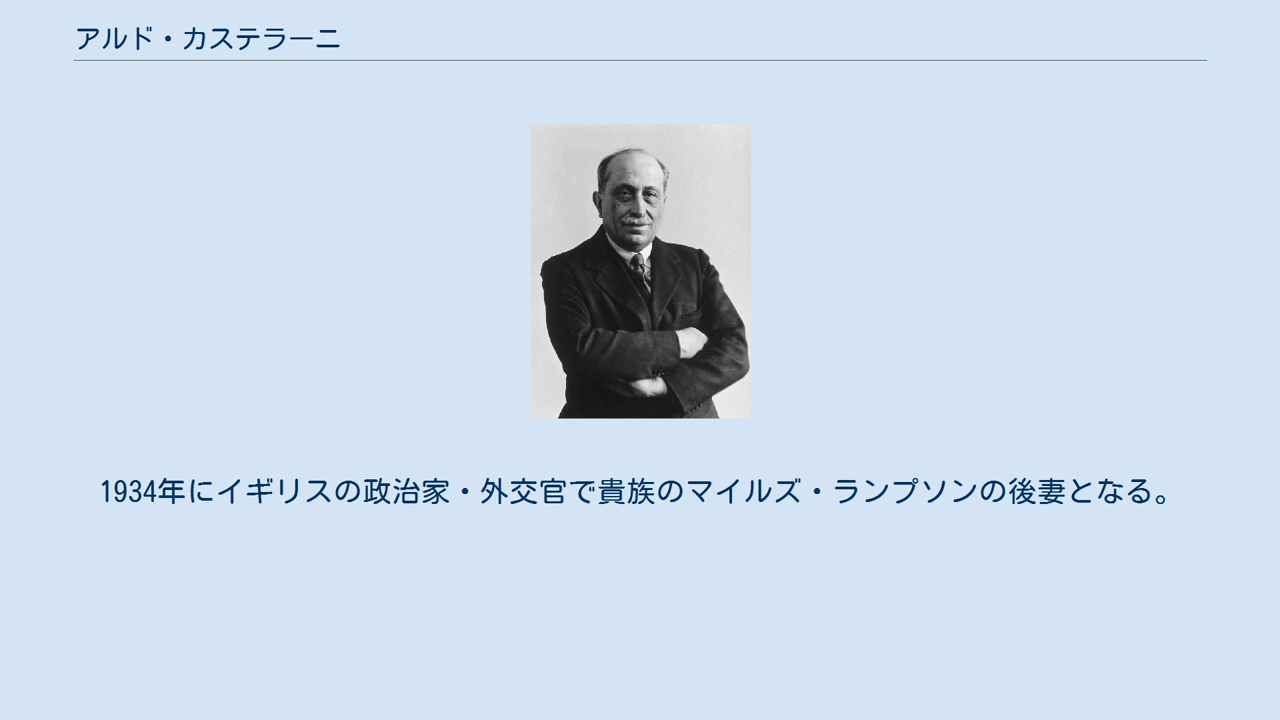 アルド・カステラーニ
1934年にイギリスの政治家・外交官で貴族のマイルズ・ランプソンの後妻となる。